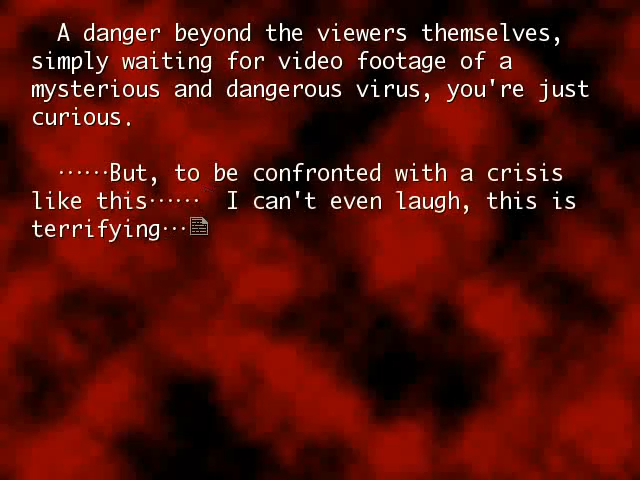 A danger beyond the viewers themselves,
simply waiting for video footage of a
mysterious and dangerous virus, you're just
curious.
⋯⋯But, to be confronted with a crisis
like this⋯⋯ I can't even laugh, this is
terrifying⋯